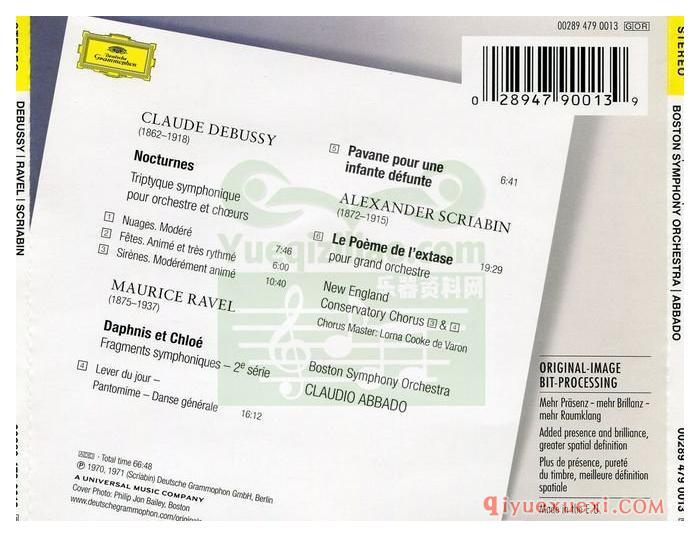 STEREO
DEBUSSY | RAVEL | SCRIABIN
Deutsche
Grammophon
00289 479 0013 GOR
0 28947 90013 9
CLAUDE DEBUSSY
(1862–1918)
Nocturnes
Triptyque symphonique
pour orchestre et chœurs
1 Nuages. Modéré 7:46
2 Fêtes. Animé et très rythmé 6:00
3 Sirènes. Modérément animé 10:40
MAURICE RAVEL
(1875–1937)
Daphnis et Chloé
Fragments symphoniques – 2e série
4 Lever du jour –
Pantomime – Danse générale 16:12
5 Pavane pour une
infante défunte 6:41
ALEXANDER SCRIABIN
(1872–1915)
6 Le Poème de l'extase 19:29
pour grand orchestre
New England
Conservatory Chorus 3 & 4
Chorus Master: Lorna Cooke de Varon
Boston Symphony Orchestra
CLAUDIO ABBADO
ADD · Total time 66:48
℗ 1970, 1971 (Scriabin) Deutsche Grammophon GmbH, Berlin
A UNIVERSAL MUSIC COMPANY
Cover Photo: Philip Jon Bailey, Boston
www.deutschegrammophon.com/original
ORIGINAL-IMAGE
BIT-PROCESSING
Mehr Präsenz – mehr Brillanz –
mehr Raumklang
Added presence and brilliance,
greater spatial definition
Plus de présence, pureté
du timbre, meilleure définition
spatiale
Made in the E.U.
STEREO
BOSTON SYMPHONY ORCHESTRA | ABBADO
00289 479 0013
乐器资料网
qiyuexuexi.com